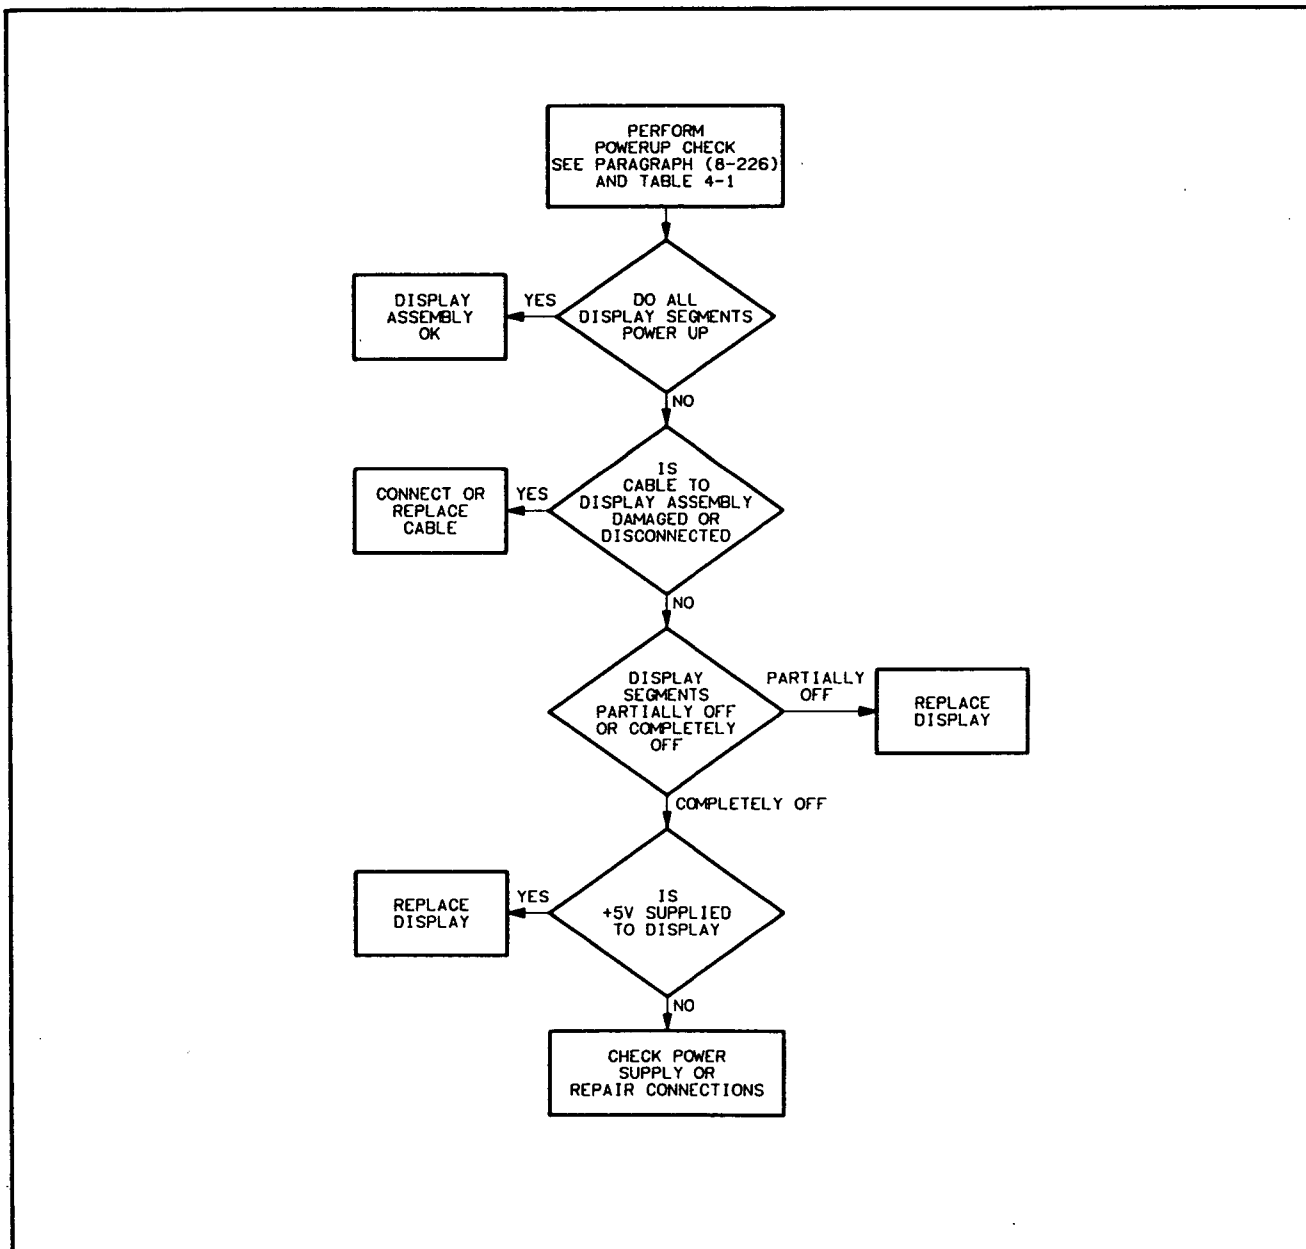 PERFORM
POWERUP CHECK
SEE PARAGRAPH (8-226)
AND TABLE 4-1
DO ALL
DISPLAY SEGMENTS
POWER UP
YES
DISPLAY
ASSEMBLY
OK
NO
IS
CABLE TO
DISPLAY ASSEMBLY
DAMAGED OR
DISCONNECTED
YES
CONNECT OR
REPLACE
CABLE
NO
DISPLAY
SEGMENTS
PARTIALLY OFF
OR COMPLETELY
OFF
PARTIALLY
OFF
REPLACE
DISPLAY
COMPLETELY OFF
IS
+5V SUPPLIED
TO DISPLAY
YES
REPLACE
DISPLAY
NO
CHECK POWER
SUPPLY OR
REPAIR CONNECTIONS